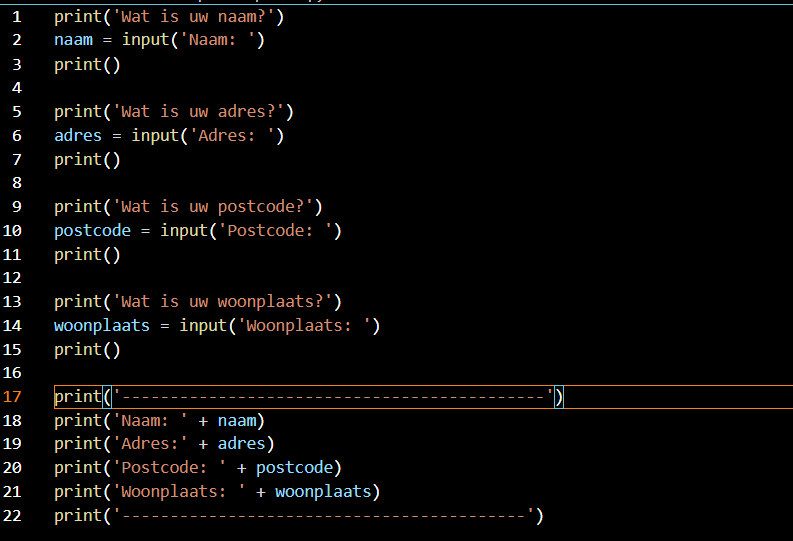 1 print('Wat is uw naam?')
2 naam = input('Naam: ')
3 print()
4
5 print('Wat is uw adres?')
6 adres = input('Adres: ')
7 print()
8
9 print('Wat is uw postcode?')
10 postcode = input('Postcode: ')
11 print()
12
13 print('Wat is uw woonplaats?')
14 woonplaats = input('Woonplaats: ')
15 print()
16
17 print('--------------------------------------------')
18 print('Naam: ' + naam)
19 print('Adres:' + adres)
20 print('Postcode: ' + postcode)
21 print('Woonplaats: ' + woonplaats)
22 print('------------------------------------------')